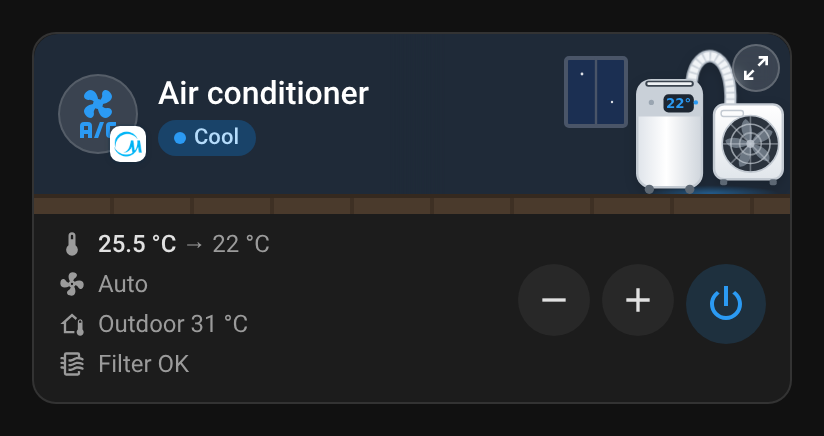 Air conditioner
A/C
Cool
22°
25.5 °C → 22 °C
Auto
Outdoor 31 °C
Filter OK